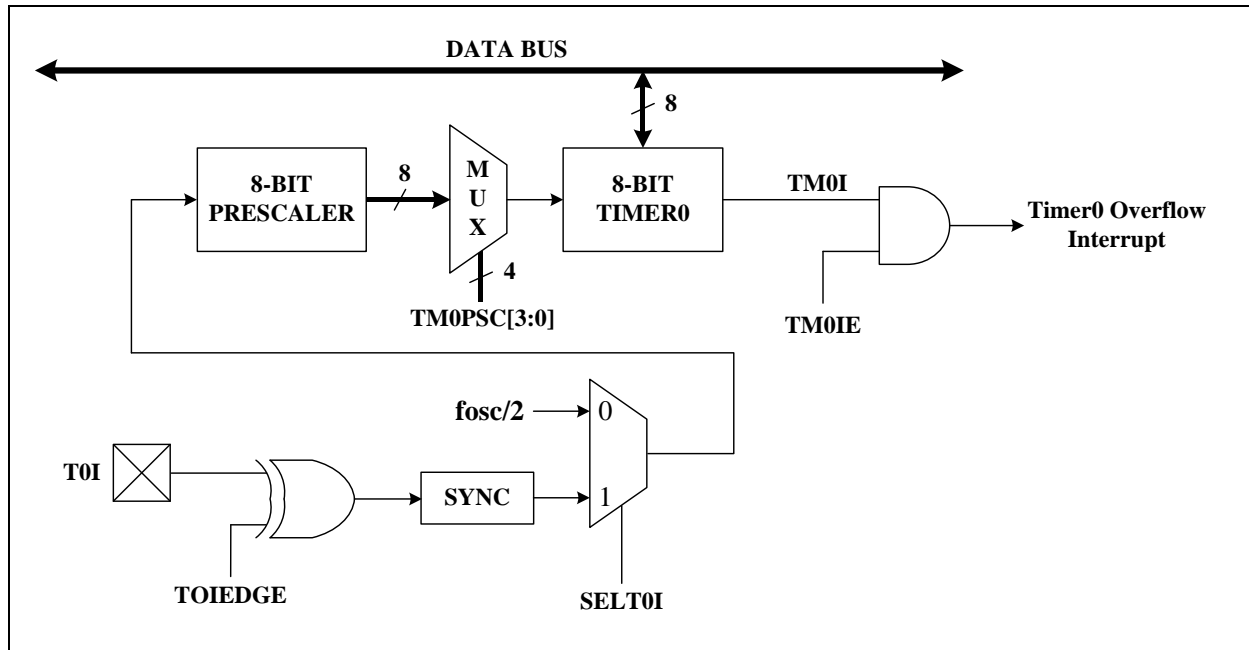 DATA BUS
8
8-BIT
PRESCALER
8
M
U
X
8-BIT
TIMER0
TM0I
Timer0 Overflow
Interrupt
4
TM0PSC[3:0]
TM0IE
fosc/2
0
T0I
SYNC
1
TOIEDGE
SELT0I